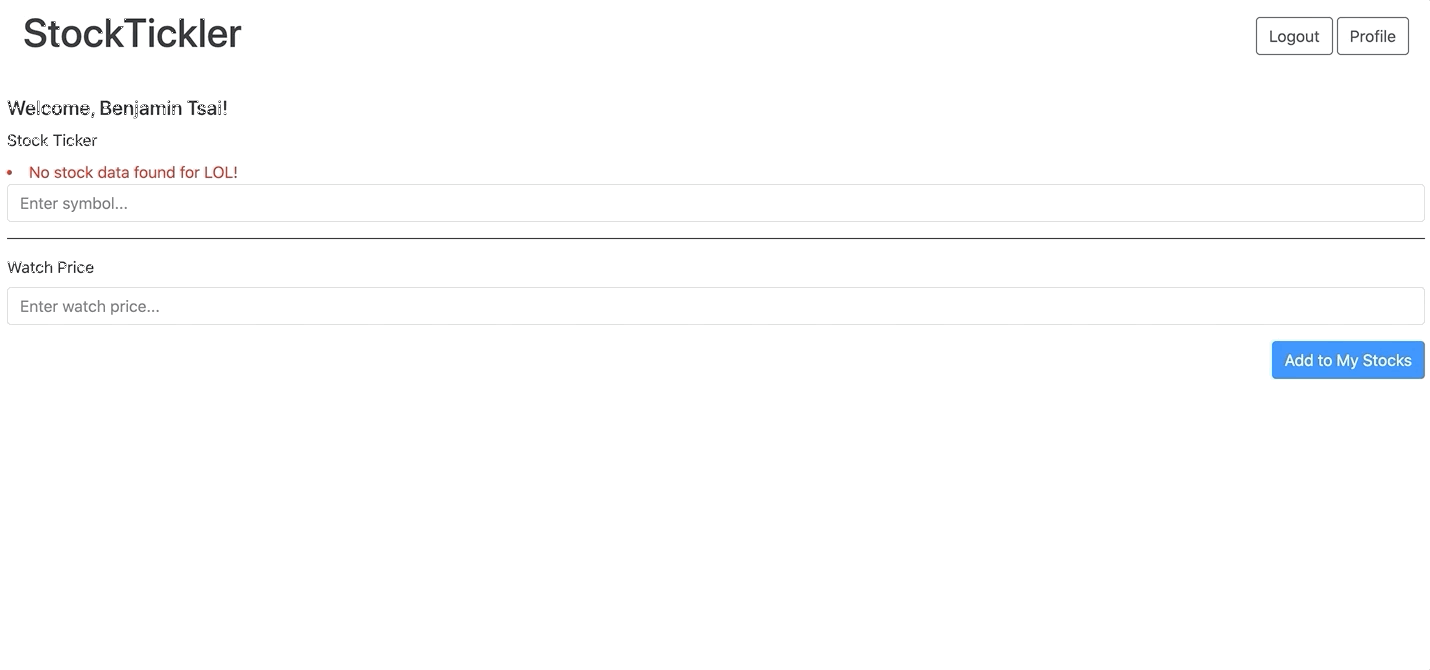 StockTickler
Logout Profile
Welcome, Benjamin Tsai!
Stock Ticker
• No stock data found for LOL!
Enter symbol...
Watch Price
Enter watch price...
Add to My Stocks